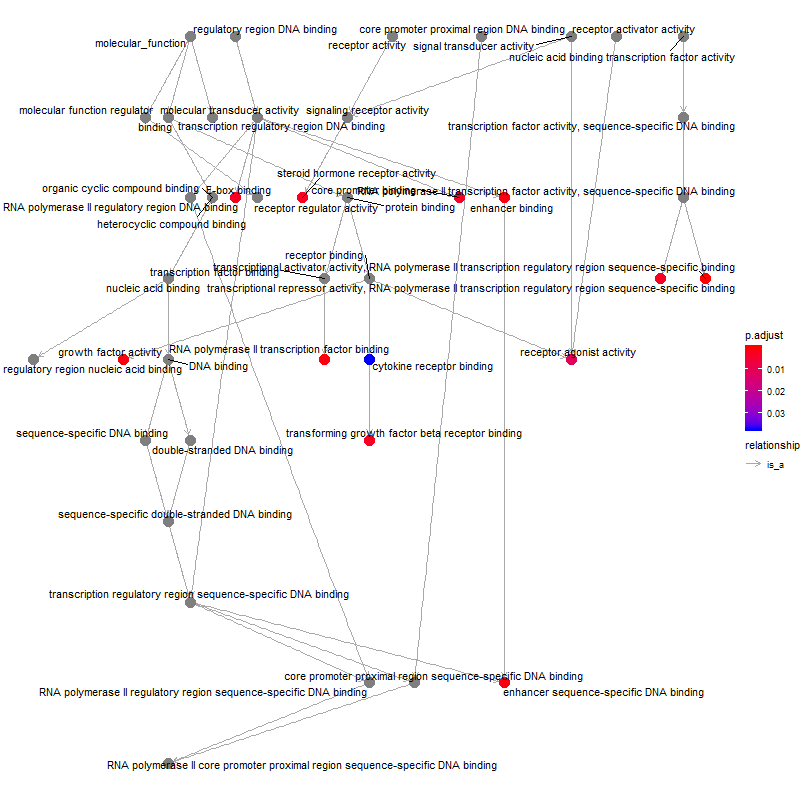 regulatory region DNA binding
core promoter proximal region DNA binding
receptor activator activity
molecular_function
receptor activity
signal transducer activity
nucleic acid binding transcription factor activity
molecular function regulator
molecular transducer activity
signaling receptor activity
binding
transcription regulatory region DNA binding
transcription factor activity, sequence-specific DNA binding
steroid hormone receptor activity
organic cyclic compound binding
E-box binding
core promoter binding
RNA polymerase II transcription factor activity, sequence-specific DNA binding
RNA polymerase II regulatory region DNA binding
receptor regulator activity
protein binding
enhancer binding
heterocyclic compound binding
receptor binding
transcription factor binding
transcriptional activator activity, RNA polymerase II transcription regulatory region sequence-specific binding
nucleic acid binding
transcriptional repressor activity, RNA polymerase II transcription regulatory region sequence-specific binding
growth factor activity
RNA polymerase II transcription factor binding
receptor agonist activity
regulatory region nucleic acid binding
DNA binding
cytokine receptor binding
sequence-specific DNA binding
transforming growth factor beta receptor binding
double-stranded DNA binding
sequence-specific double-stranded DNA binding
transcription regulatory region sequence-specific DNA binding
core promoter proximal region sequence-specific DNA binding
RNA polymerase II regulatory region sequence-specific DNA binding
enhancer sequence-specific DNA binding
RNA polymerase II core promoter proximal region sequence-specific DNA binding
p.adjust
0.01
0.02
0.03
relationship
is_a